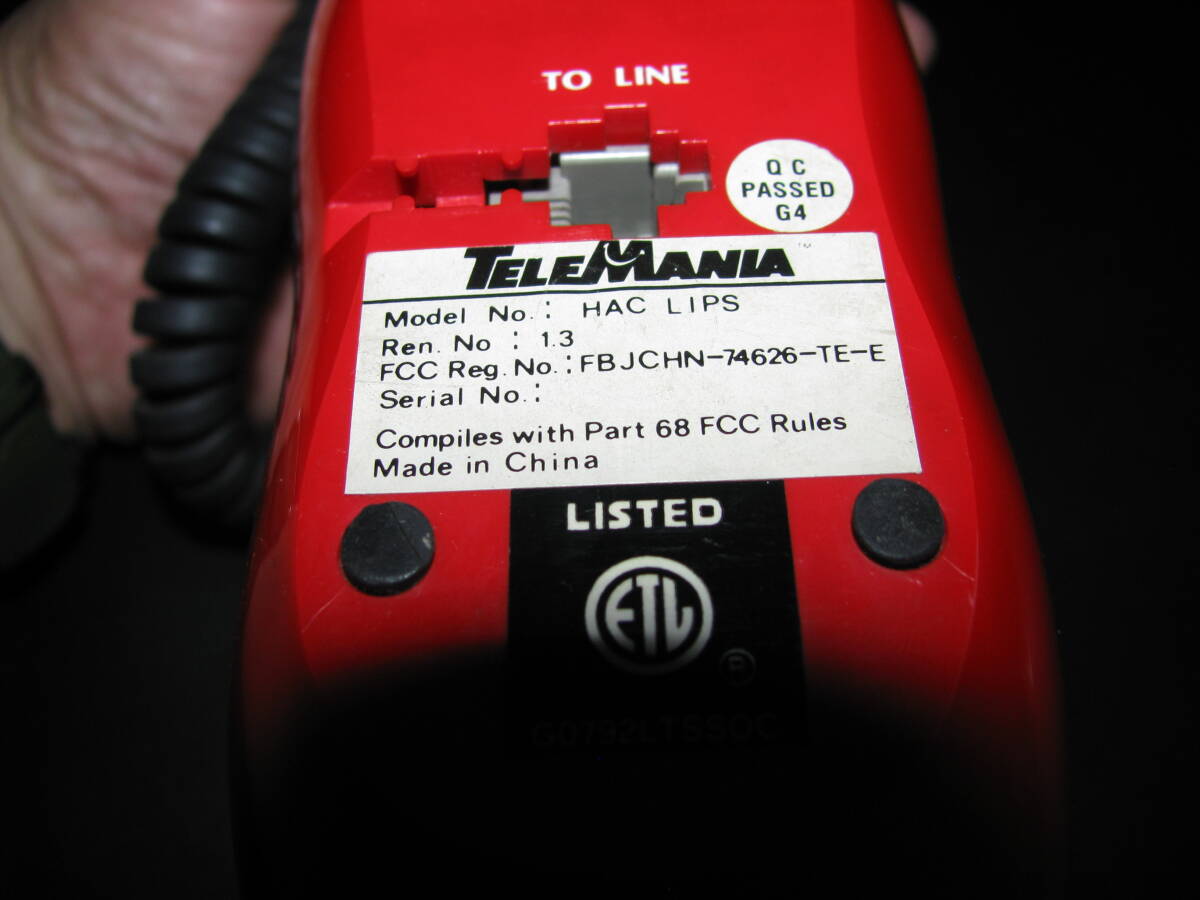 TO LINE
Q C
PASSED
G4
TELEMANIA™
Model No.: HAC LIPS
Ren. No : 1.3
FCC Reg. No.: FBJCHN-74626-TE-E
Serial No.:
Compiles with Part 68 FCC Rules
Made in China
LISTED
ETL
®